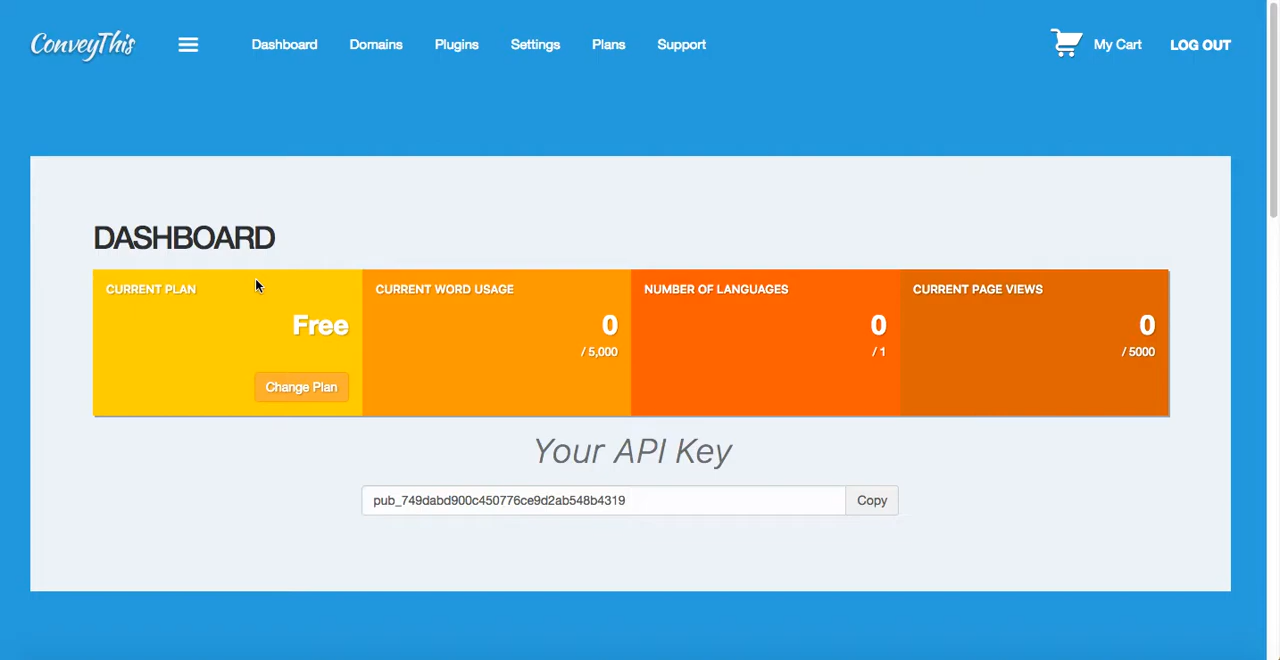 ConveyThis
Dashboard Domains Plugins Settings Plans Support
My Cart LOG OUT
DASHBOARD
CURRENT PLAN
Free
Change Plan
CURRENT WORD USAGE
0
/ 5,000
NUMBER OF LANGUAGES
0
/ 1
CURRENT PAGE VIEWS
0
/ 5000
Your API Key
pub_749dabd900c450776ce9d2ab548b4319
Copy